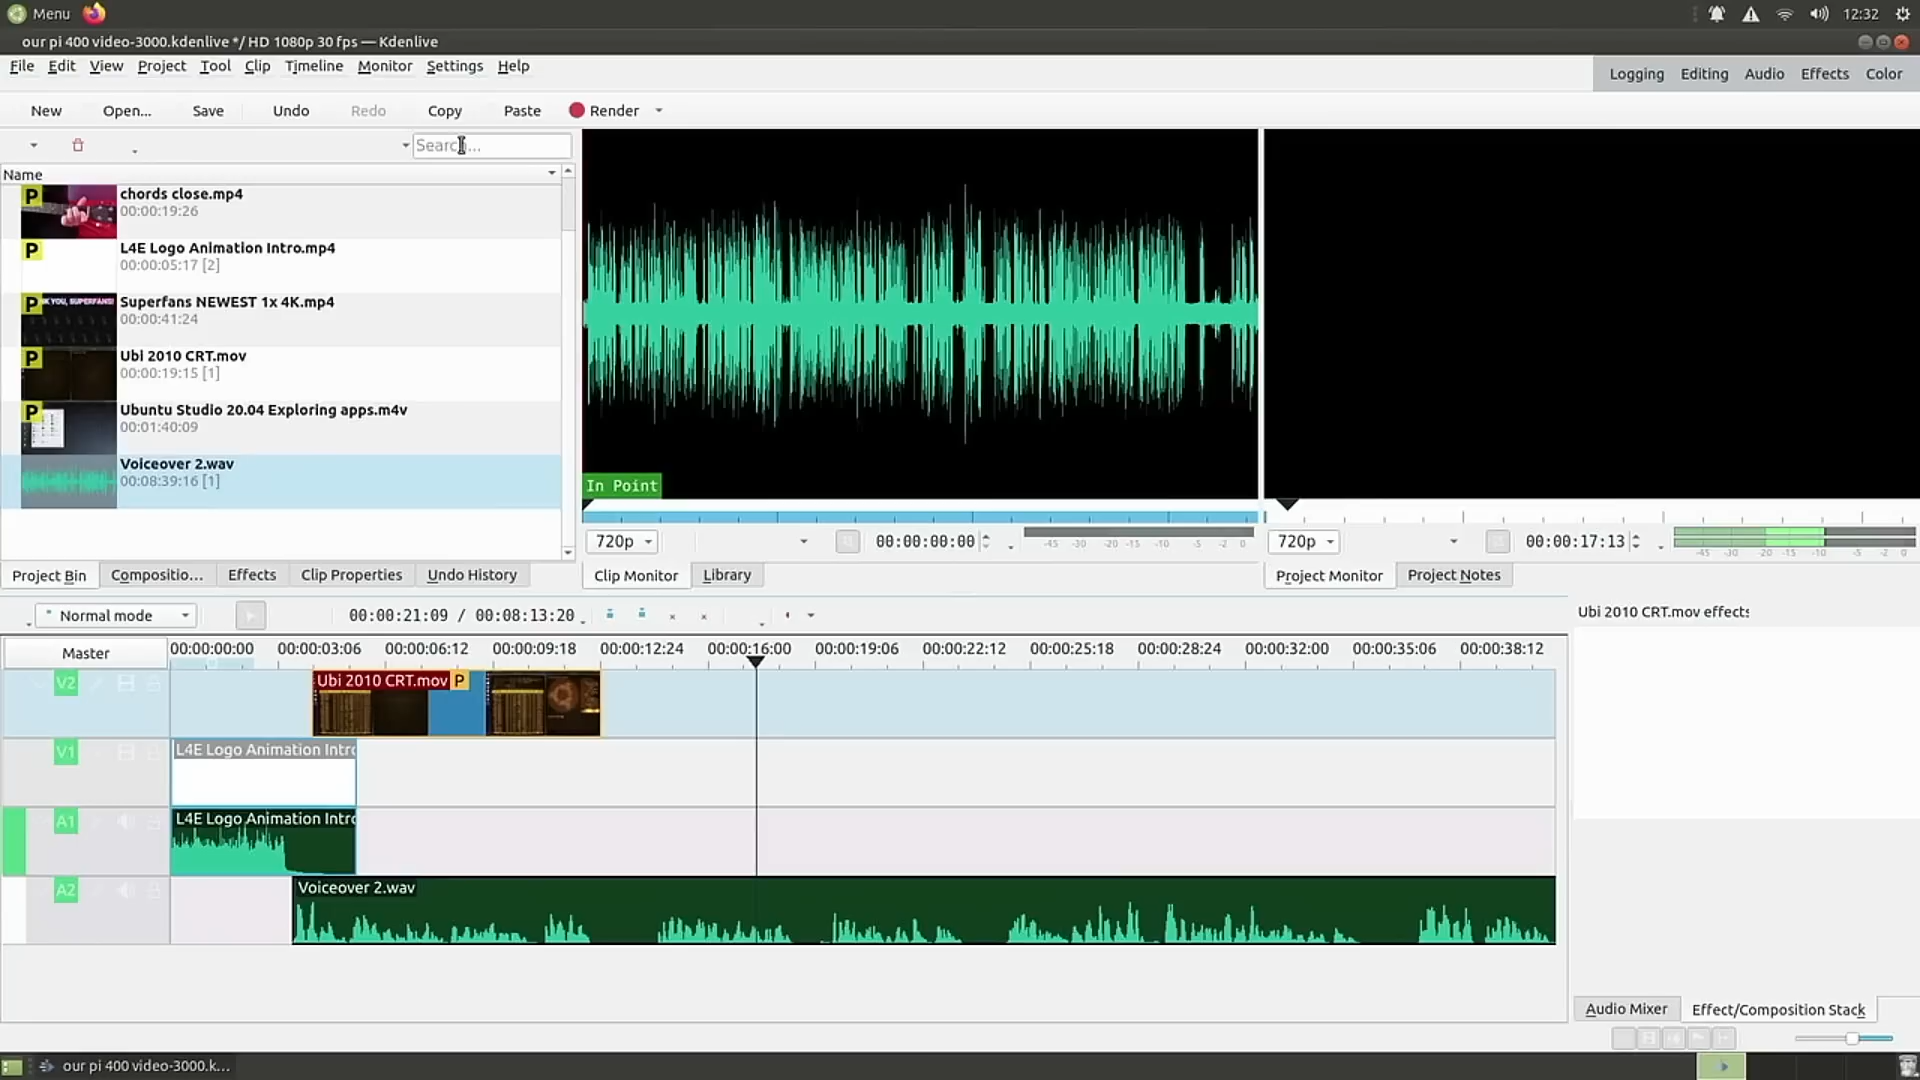 Menu
12:32
our pi 400 video-3000.kdenlive */ HD 1080p 30 fps — Kdenlive
File Edit View Project Tool Clip Timeline Monitor Settings Help
Logging Editing Audio Effects Color
New Open... Save Undo Redo Copy Paste Render
Search...
Name
P
chords close.mp4
00:00:19:26
P
L4E Logo Animation Intro.mp4
00:00:05:17 [2]
P
K YOU, SUPERFANS!
Superfans NEWEST 1x 4K.mp4
00:00:41:24
P
Ubi 2010 CRT.mov
00:00:19:15 [1]
P
Ubuntu Studio 20.04 Exploring apps.m4v
00:01:40:09
Voiceover 2.wav
00:08:39:16 [1]
In Point
720p
00:00:00:00
-45 -30 -20 -15 -10 -5 -2 0
720p
00:00:17:13
-45 -30 -20 -15 -10 -5 -2 0
Project Bin Compositio... Effects Clip Properties Undo History
Clip Monitor Library
Project Monitor Project Notes
Normal mode
00:00:21:09 / 00:08:13:20
Ubi 2010 CRT.mov effects
Master
00:00:00:00 00:00:03:06 00:00:06:12 00:00:09:18 00:00:12:24 00:00:16:00 00:00:19:06 00:00:22:12 00:00:25:18 00:00:28:24 00:00:32:00 00:00:35:06 00:00:38:12
V2
Ubi 2010 CRT.mov P
V1
L4E Logo Animation Intro
A1
L4E Logo Animation Intro
A2
Voiceover 2.wav
Audio Mixer Effect/Composition Stack
our pi 400 video-3000.k...